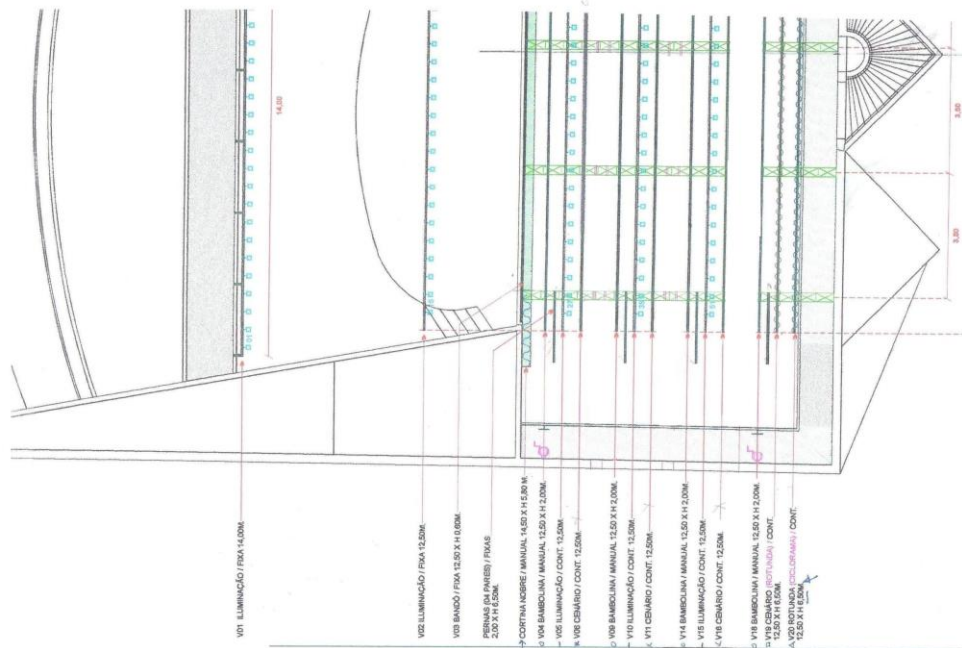 V01 ILUMINAÇÃO / FIXA 14,00M.
V02 ILUMINAÇÃO / FIXA 12,50M.
V03 BANDÔ / FIXA 12,50 X H 0,60M.
PERNAS (04 PARES) / FIXAS
2,00 X H 6,50M.
CORTINA NOBRE / MANUAL 14,50 X H 5,80 M.
V04 BAMBOLINA / MANUAL 12,50 X H 2,00M.
V05 ILUMINAÇÃO / CONT. 12,50M.
V06 CENÁRIO / CONT. 12,50M.
V09 BAMBOLINA / MANUAL 12,50 X H 2,00M.
V10 ILUMINAÇÃO / CONT. 12,50M.
V11 CENÁRIO / CONT. 12,50M.
V14 BAMBOLINA / MANUAL 12,50 X H 2,00M.
V15 ILUMINAÇÃO / CONT. 12,50M.
V16 CENÁRIO / CONT. 12,50M.
V18 BAMBOLINA / MANUAL 12,50 X H 2,00M.
V19 CENÁRIO (ROTUNDA) / CONT.
12,50 X H 6,50M.
V20 ROTUNDA (CICLORAMA) / CONT.
12,50 X H 6,50M.
14,00
01